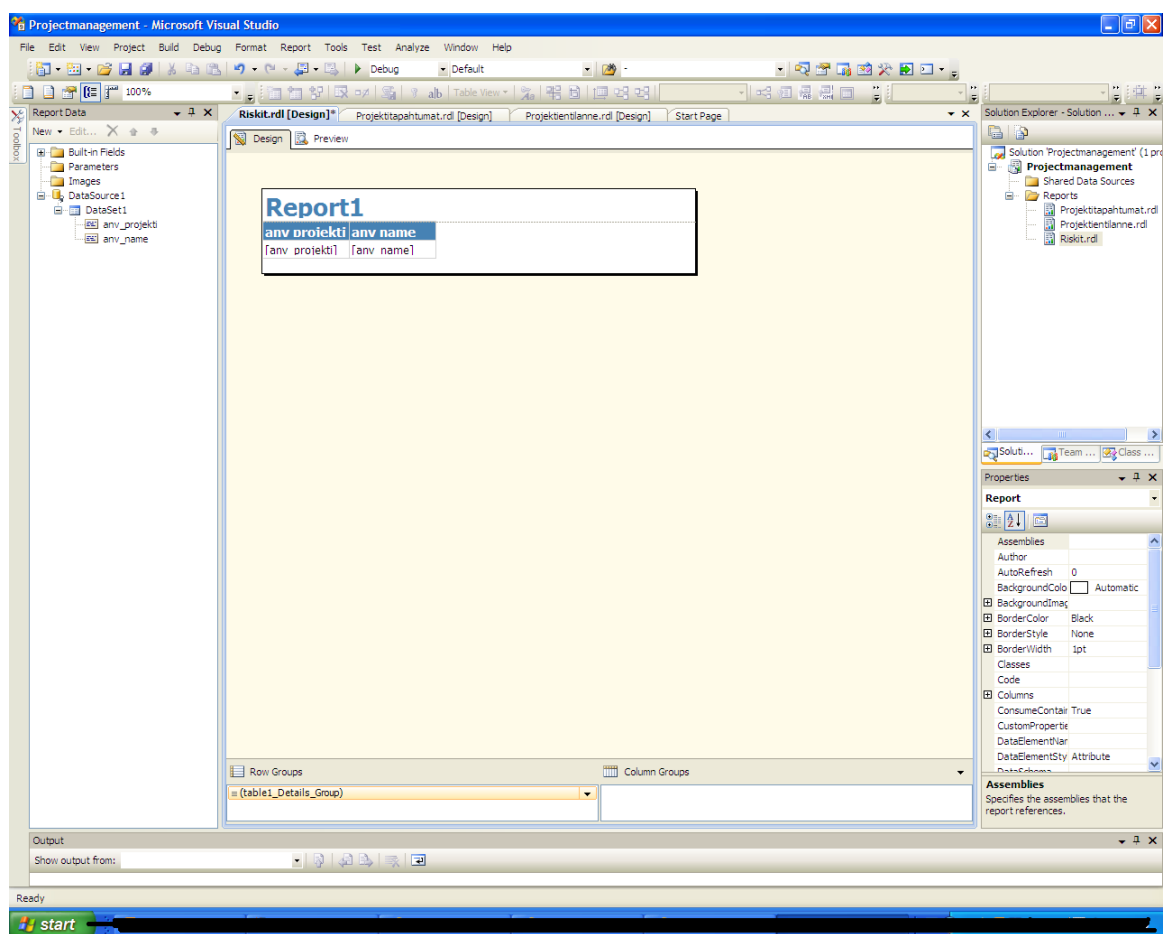 Projectmanagement - Microsoft Visual Studio
File Edit View Project Build Debug Format Report Tools Test Analyze Window Help
Debug Default -
100% ab Table View
Report Data
Riskit.rdl [Design]* Projektitapahtumat.rdl [Design] Projektientilanne.rdl [Design] Start Page
Solution Explorer - Solution ...
Toolbox
New Edit...
Built-in Fields
Parameters
Images
DataSource1
DataSet1
anv_projekti
anv_name
Design Preview
Report1
anv projekti anv name
[anv projekti] [anv name]
Solution 'Projectmanagement' (1 pro
Projectmanagement
Shared Data Sources
Reports
Projektitapahtumat.rdl
Projektientilanne.rdl
Riskit.rdl
Soluti... Team ... Class ...
Properties
Report
Assemblies
Author
AutoRefresh 0
BackgroundColo Automatic
BackgroundImag
BorderColor Black
BorderStyle None
BorderWidth 1pt
Classes
Code
Columns
ConsumeContair True
CustomPropertie
DataElementNar
DataElementSty Attribute
DataSchema
Assemblies
Specifies the assemblies that the
report references.
Row Groups Column Groups
(table1_Details_Group)
Output
Show output from:
Ready
start